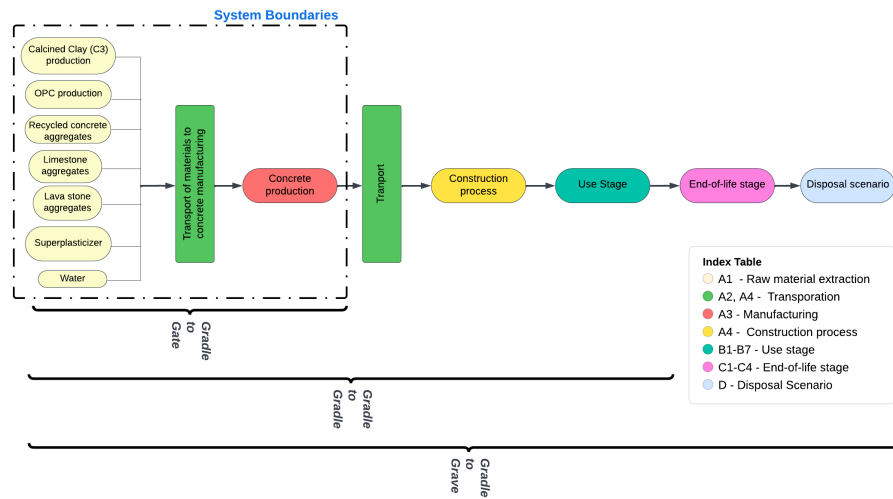 System Boundaries
Calcined Clay (C3)
production
OPC production
Recycled concrete
aggregates
Limestone
aggregates
Lava stone
aggregates
Superplasticizer
Water
Transport of materials to
concrete manufacturing
Concrete
production
Tranport
Construction
process
Use Stage
End-of-life stage
Disposal scenario
Index Table
A1 - Raw material extraction
A2, A4 - Transporation
A3 - Manufacturing
A4 - Construction process
B1-B7 - Use stage
C1-C4 - End-of-life stage
D - Disposal Scenario
Gradle
to
Gate
Gradle
to
Gradle
Gradle
to
Grave